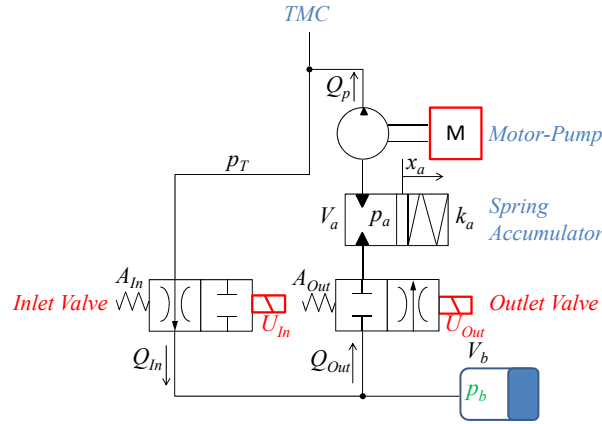 TMC
Q_p
M
Motor-Pump
p_T
x_a
V_a
p_a
k_a
Spring
Accumulator
A_In
A_Out
Inlet Valve
U_In
U_Out
Outlet Valve
Q_In
Q_Out
V_b
p_b